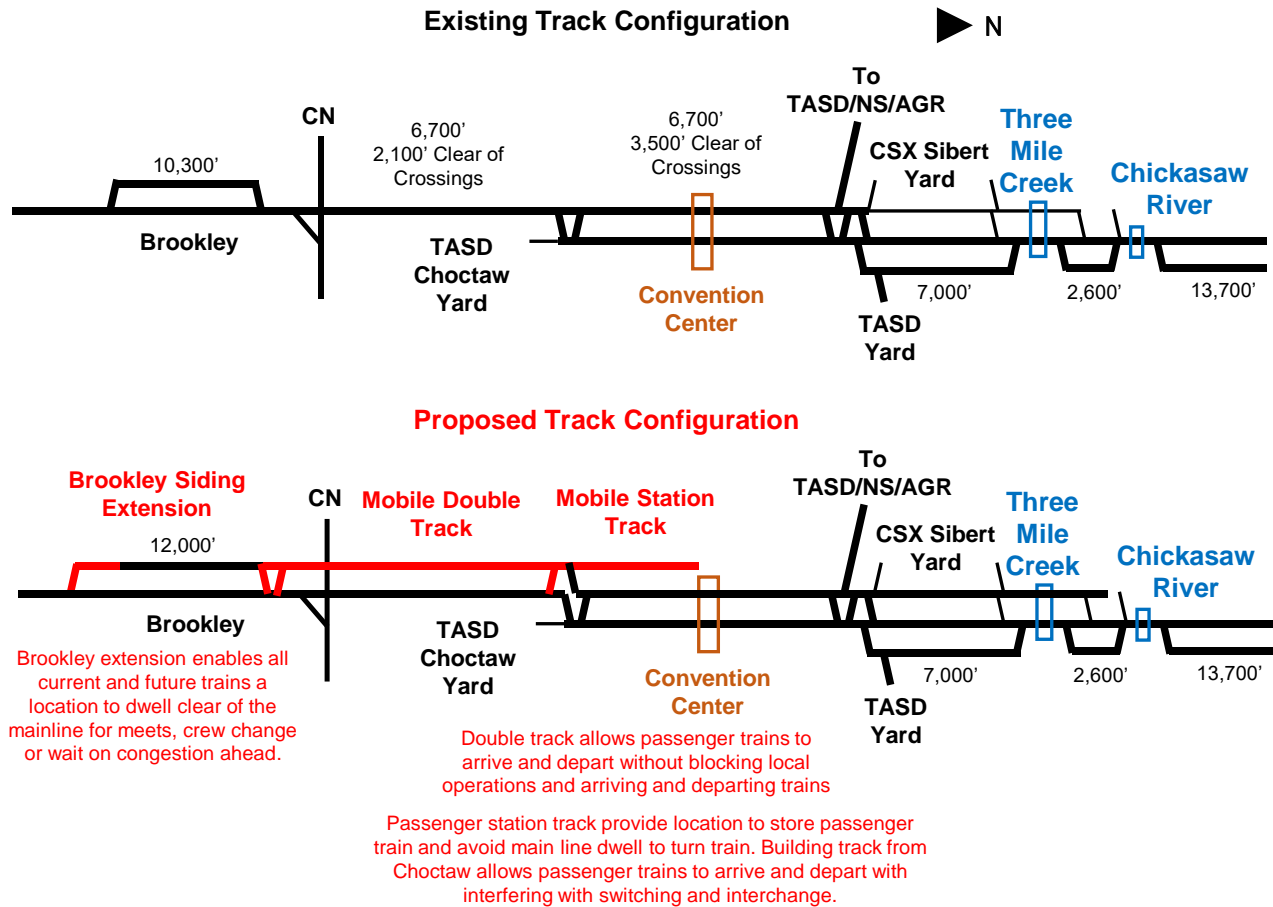 Existing Track Configuration
N
To
TASD/NS/AGR
CN
6,700’
2,100’ Clear of
Crossings
6,700’
3,500’ Clear of
Crossings
CSX Sibert
Yard
Three
Mile
Creek
Chickasaw
River
10,300’
Brookley
TASD
Choctaw
Yard
Convention
Center
7,000’
2,600’
13,700’
TASD
Yard
Proposed Track Configuration
Brookley Siding
Extension
CN
Mobile Double
Track
Mobile Station
Track
To
TASD/NS/AGR
CSX Sibert
Yard
Three
Mile
Creek
Chickasaw
River
12,000’
Brookley
TASD
Choctaw
Yard
Convention
Center
7,000’
2,600’
13,700’
TASD
Yard
Brookley extension enables all
current and future trains a
location to dwell clear of the
mainline for meets, crew change
or wait on congestion ahead.
Double track allows passenger trains to
arrive and depart without blocking local
operations and arriving and departing trains
Passenger station track provide location to store passenger
train and avoid main line dwell to turn train. Building track from
Choctaw allows passenger trains to arrive and depart with
interfering with switching and interchange.